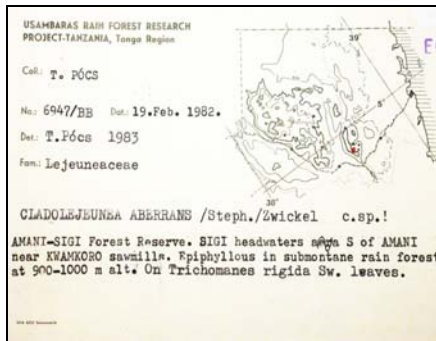 USAMBARAS RAIN FOREST RESEARCH
PROJECT-TANZANIA, Tanga Region
Coll.: T. PÓCS
No.: 6947/BB Dat.: 19.Feb. 1982.
Det.: T.Pócs 1983
Fam.: Lejeuneaceae
39°
E
5°
38°
CLADOLEJEUNEA ABERRANS /Steph./Zwickel c.sp.!
AMANI-SIGI Forest Reserve. SIGI headwaters S of AMANI
near KWAMKORO sawmills. Epiphyllous in submontane rain forest
at 900-1000 m alt. On Trichomanes rigida Sw. leaves.